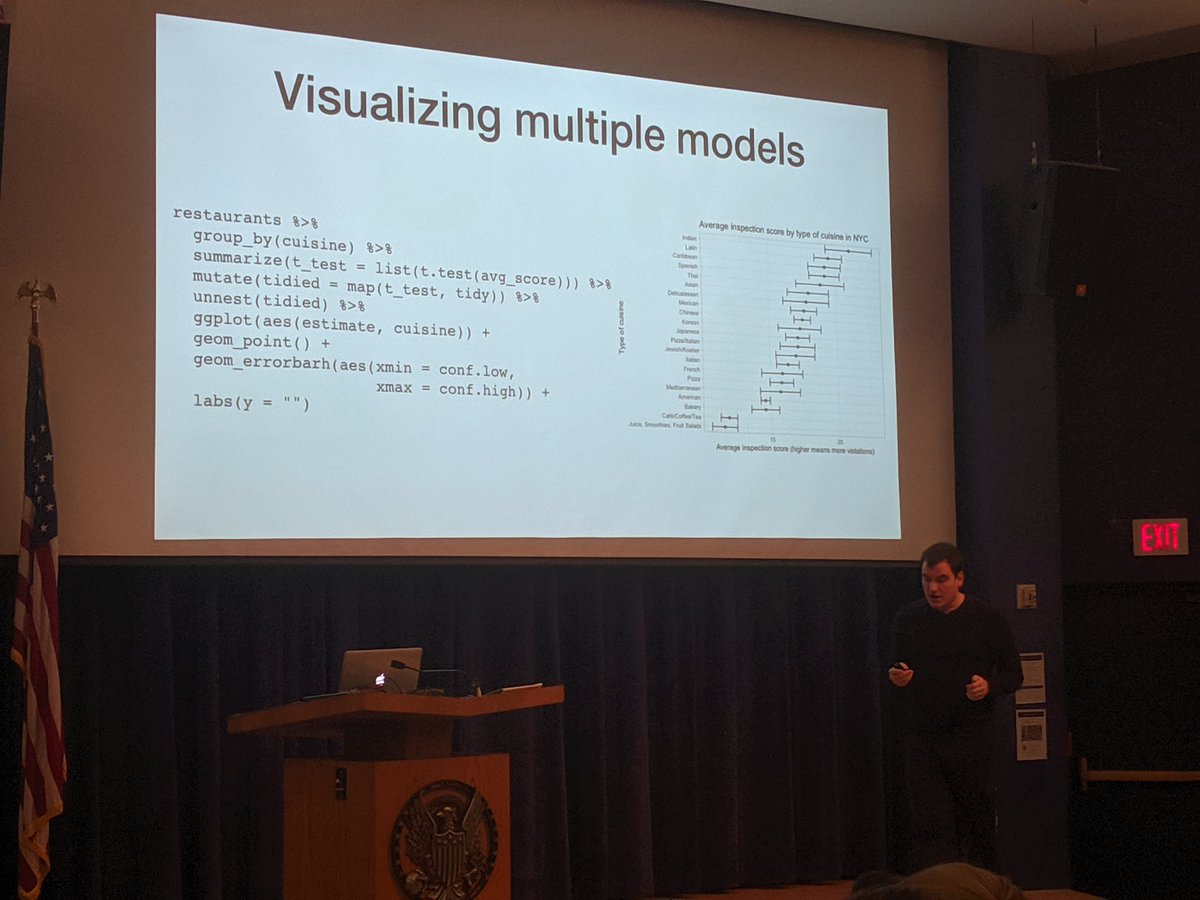 Visualizing multiple models
restaurants %>%
group_by(cuisine) %>%
summarize(t_test = list(t.test(avg_score))) %>%
mutate(tidied = map(t_test, tidy)) %>%
unnest(tidied) %>%
ggplot(aes(estimate, cuisine)) +
geom_point() +
geom_errorbarh(aes(xmin = conf.low,
xmax = conf.high)) +
labs(y = "")
Average inspection score by type of cuisine in NYC
Type of cuisine
Indian
Latin
Caribbean
Spanish
Thai
Asian
Delicatessen
Mexican
Chinese
Korean
Japanese
Pizza/Italian
Jewish/Kosher
Italian
French
Pizza
Mediterranean
American
Bakery
Café/Coffee/Tea
Juice, Smoothies, Fruit Salads
15 20
Average inspection score (higher means more violations)
EXIT